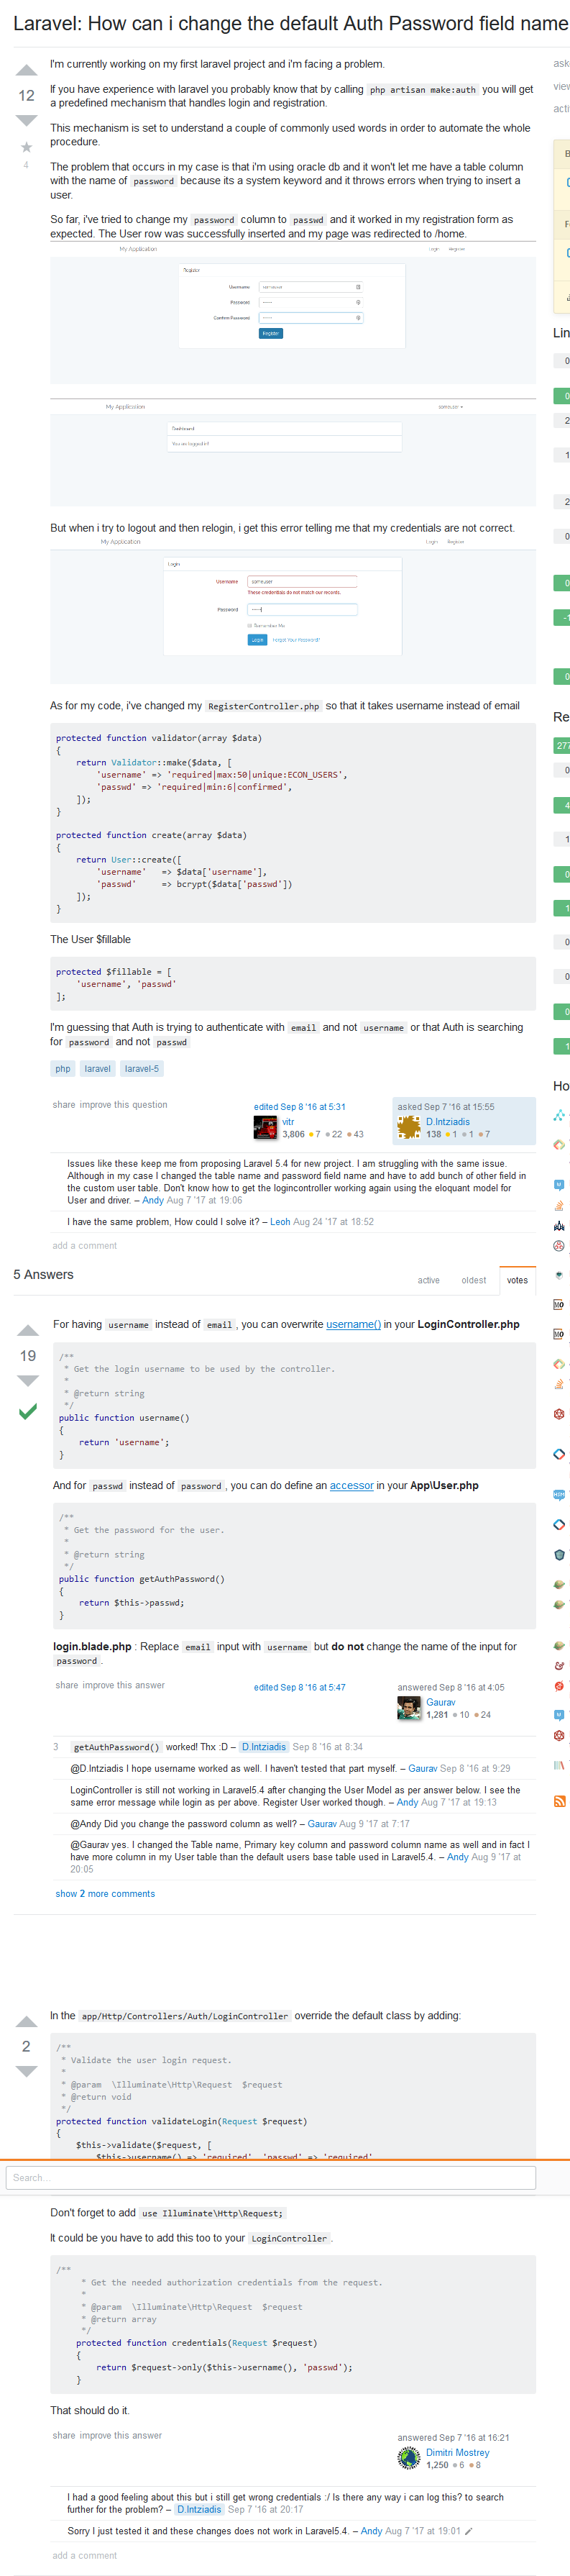 Laravel: How can i change the default Auth Password field name
12
4
I'm currently working on my first laravel project and i'm facing a problem.
If you have experience with laravel you probably know that by calling php artisan make:auth you will get
a predefined mechanism that handles login and registration.
This mechanism is set to understand a couple of commonly used words in order to automate the whole
procedure.
The problem that occurs in my case is that i'm using oracle db and it won't let me have a table column
with the name of password because its a system keyword and it throws errors when trying to insert a
user.
So far, i've tried to change my password column to passwd and it worked in my registration form as
expected. The User row was successfully inserted and my page was redirected to /home.
My Application Login Register
Register
Username someuser
Password
Confirm Password
Register
My Application someuser
Dashboard
You are logged in!
But when i try to logout and then relogin, i get this error telling me that my credentials are not correct.
My Application Login Register
Login
Username someuser
These credentials do not match our records.
Password
Remember Me
Login Forgot Your Password?
As for my code, i've changed my RegisterController.php so that it takes username instead of email
protected function validator(array $data)
{
return Validator::make($data, [
'username' => 'required|max:50|unique:ECON_USERS',
'passwd' => 'required|min:6|confirmed',
]);
}
protected function create(array $data)
{
return User::create([
'username' => $data['username'],
'passwd' => bcrypt($data['passwd'])
]);
}
The User $fillable
protected $fillable = [
'username', 'passwd'
];
I'm guessing that Auth is trying to authenticate with email and not username or that Auth is searching
for password and not passwd
php laravel laravel-5
share improve this question
edited Sep 8 '16 at 5:31
vitr
3,806 7 22 43
asked Sep 7 '16 at 15:55
D.Intziadis
138 1 1 7
Issues like these keep me from proposing Laravel 5.4 for new project. I am struggling with the same issue.
Although in my case I changed the table name and password field name and have to add bunch of other field in
the custom user table. Don't know how to get the logincontroller working again using the eloquant model for
User and driver. – Andy Aug 7 '17 at 19:06
I have the same problem, How could I solve it? – Leoh Aug 24 '17 at 18:52
add a comment
5 Answers
active oldest votes
19
For having username instead of email, you can overwrite username() in your LoginController.php
/**
* Get the login username to be used by the controller.
*
* @return string
*/
public function username()
{
return 'username';
}
And for passwd instead of password, you can do define an accessor in your App\User.php
/**
* Get the password for the user.
*
* @return string
*/
public function getAuthPassword()
{
return $this->passwd;
}
login.blade.php : Replace email input with username but do not change the name of the input for
password.
share improve this answer
edited Sep 8 '16 at 5:47
answered Sep 8 '16 at 4:05
Gaurav
1,281 10 24
3 getAuthPassword() worked! Thx :D – D.Intziadis Sep 8 '16 at 8:34
@D.Intziadis I hope username worked as well. I haven't tested that part myself. – Gaurav Sep 8 '16 at 9:29
LoginController is still not working in Laravel5.4 after changing the User Model as per answer below. I see the
same error message while login as per above. Register User worked though. – Andy Aug 7 '17 at 19:13
@Andy Did you change the password column as well? – Gaurav Aug 9 '17 at 7:17
@Gaurav yes. I changed the Table name, Primary key column and password column name as well and in fact I
have more column in my User table than the default users base table used in Laravel5.4. – Andy Aug 9 '17 at
20:05
show 2 more comments
2
In the app/Http/Controllers/Auth/LoginController override the default class by adding:
/**
* Validate the user login request.
*
* @param \Illuminate\Http\Request $request
* @return void
*/
protected function validateLogin(Request $request)
{
$this->validate($request, [
$this->username() => 'required', 'passwd' => 'required',
Search...
Don't forget to add use Illuminate\Http\Request;
It could be you have to add this too to your LoginController.
/**
* Get the needed authorization credentials from the request.
*
* @param \Illuminate\Http\Request $request
* @return array
*/
protected function credentials(Request $request)
{
return $request->only($this->username(), 'passwd');
}
That should do it.
share improve this answer
answered Sep 7 '16 at 16:21
Dimitri Mostrey
1,250 6 8
I had a good feeling about this but i still get wrong credentials :/ Is there any way i can log this? to search
further for the problem? – D.Intziadis Sep 7 '16 at 20:17
Sorry I just tested it and these changes does not work in Laravel5.4. – Andy Aug 7 '17 at 19:01
add a comment